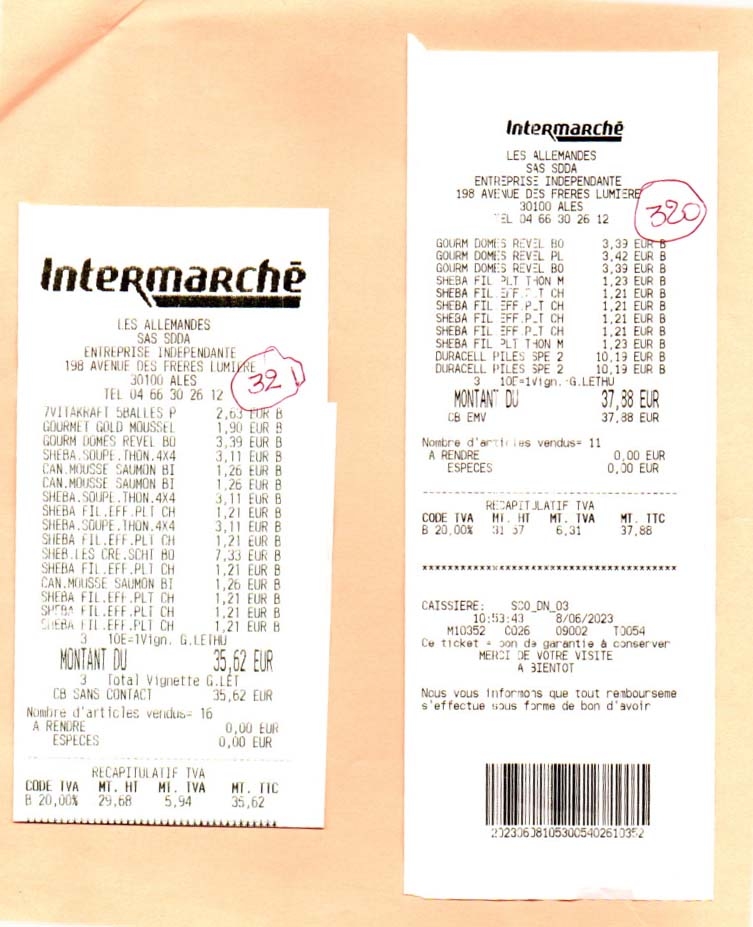 Intermarché
LES ALLEMANDES
SAS SDDA
ENTREPRISE INDEPENDANTE
198 AVENUE DES FRERES LUMIERE
30100 ALES
TEL 04 66 30 26 12
32
7VITAKRAFT 5BALLES P 2,63 EUR B
GOURMET GOLD MOUSSEL 1,90 EUR B
GOURM DOMES REVEL BO 3,39 EUR B
SHEBA.SOUPE.THON.4X4 3,11 EUR B
CAN.MOUSSE SAUMON BI 1,26 EUR B
CAN.MOUSSE SAUMON BI 1,26 EUR B
SHEBA.SOUPE.THON.4X4 3,11 EUR B
SHEBA FIL.EFF.PLT CH 1,21 EUR B
SHEBA.SOUPE.THON.4X4 3,11 EUR B
SHEBA FIL.EFF.PLT CH 1,21 EUR B
SHEB.LES CRE.SCHT BO 7,33 EUR B
SHEBA FIL.EFF.PLT CH 1,21 EUR B
CAN.MOUSSE SAUMON BI 1,26 EUR B
SHEBA FIL.EFF.PLT CH 1,21 EUR B
SHEBA FIL.EFF.PLT CH 1,21 EUR B
SHEBA FIL.EFF.PLT CH 1,21 EUR B
3 10E=1Vign. G.LETHU
MONTANT DU 35,62 EUR
3 Total Vignette G.LET
CB SANS CONTACT 35,62 EUR
Nombre d'articles vendus= 16
A RENDRE 0,00 EUR
ESPECES 0,00 EUR
RECAPITULATIF TVA
CODE TVA MT. HT MT. TVA MT. TTC
B 20,00% 29,68 5,94 35,62
Intermarché
LES ALLEMANDES
SAS SDDA
ENTREPRISE INDEPENDANTE
198 AVENUE DES FRERES LUMIERE
30100 ALES
TEL 04 66 30 26 12
320
GOURM DOMES REVEL BO 3,39 EUR B
GOURM DOMES REVEL PL 3,42 EUR B
GOURM DOMES REVEL BO 3,39 EUR B
SHEBA FIL PLT THON M 1,23 EUR B
SHEBA FIL.EFF.PLT CH 1,21 EUR B
SHEBA FIL.EFF.PLT CH 1,21 EUR B
SHEBA FIL EFF.PLT CH 1,21 EUR B
SHEBA FIL EFF.PLT CH 1,21 EUR B
SHEBA FIL PLT THON M 1,23 EUR B
DURACELL PILES SPE 2 10,19 EUR B
DURACELL PILES SPE 2 10,19 EUR B
3 10E=1Vign. G.LETHU
MONTANT DU 37,88 EUR
CB EMV 37,88 EUR
Nombre d'articles vendus= 11
A RENDRE 0,00 EUR
ESPECES 0,00 EUR
RECAPITULATIF TVA
CODE TVA MT. HT MT. TVA MT. TTC
B 20,00% 31 57 6,31 37,88
******************************************
CAISSIERE: SCO_DN_03
10:53:43 8/06/2023
M10352 C026 09002 T0054
Ce ticket = bon de garantie à conserver
MERCI DE VOTRE VISITE
A BIENTOT
Nous vous informons que tout rembourseme
s'effectue sous forme de bon d'avoir
20230608105300540261​0352